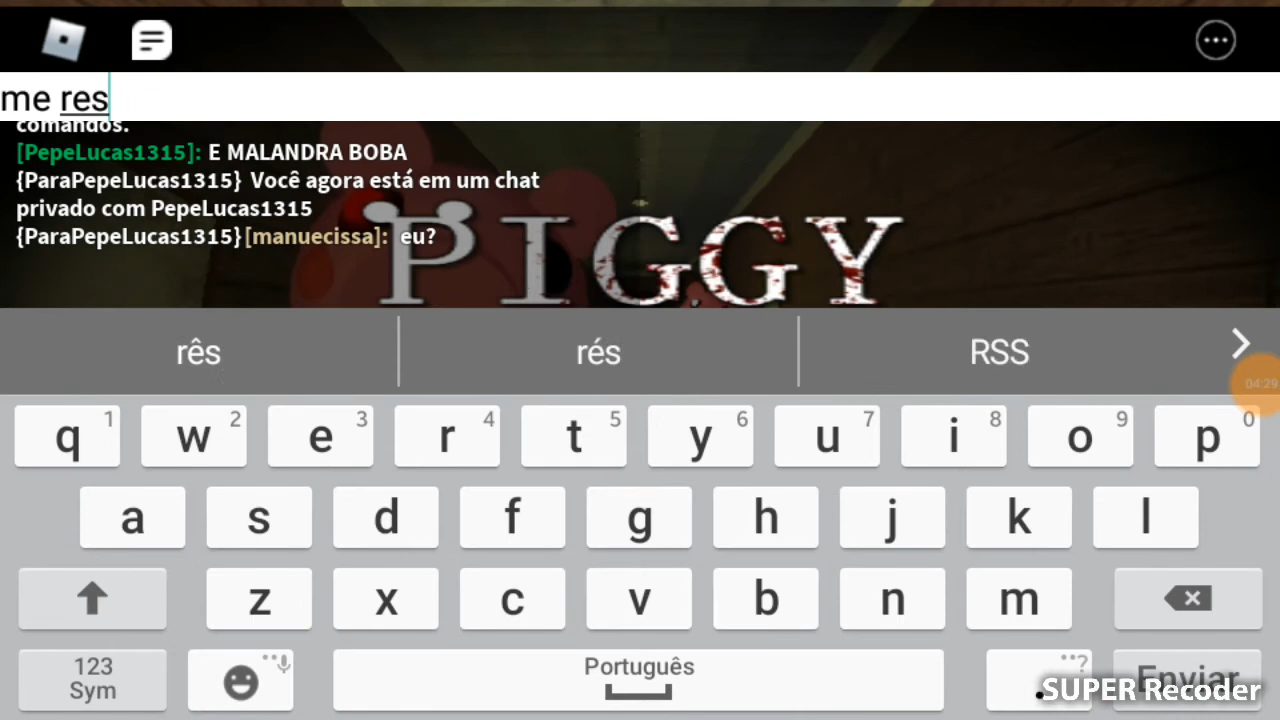 me res
comandos.
[PepeLucas1315]: E MALANDRA BOBA
{ParaPepeLucas1315} Você agora está em um chat
privado com PepeLucas1315
{ParaPepeLucas1315}[manuecissa]: eu?
PIGGY
rês rés RSS
04:29
q 1 w 2 e 3 r 4 t 5 y 6 u 7 i 8 o 9 p 0
a s d f g h j k l
z x c v b n m
123
Sym
Português
. ?
Enviar
SUPER Recoder